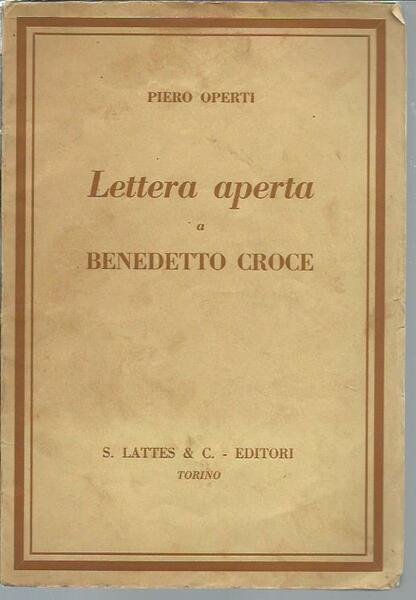 PIERO OPERTI
Lettera aperta
a
BENEDETTO CROCE
S. LATTES & C. - EDITORI
TORINO